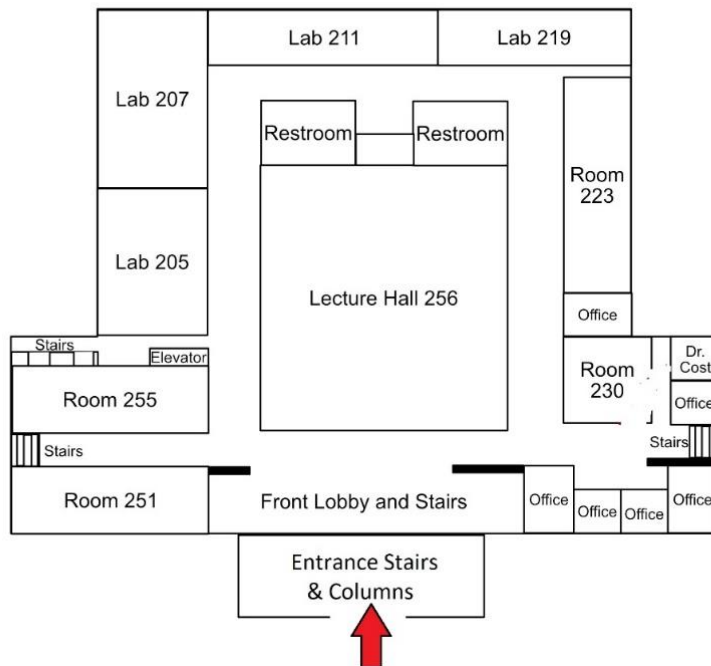 Lab 211
Lab 219
Lab 207
Restroom
Restroom
Room
223
Lab 205
Lecture Hall 256
Office
Stairs
Elevator
Dr.
Cost
Room
230
Room 255
Office
Stairs
Stairs
Room 251
Front Lobby and Stairs
Office
Office
Office
Office
Entrance Stairs
& Columns